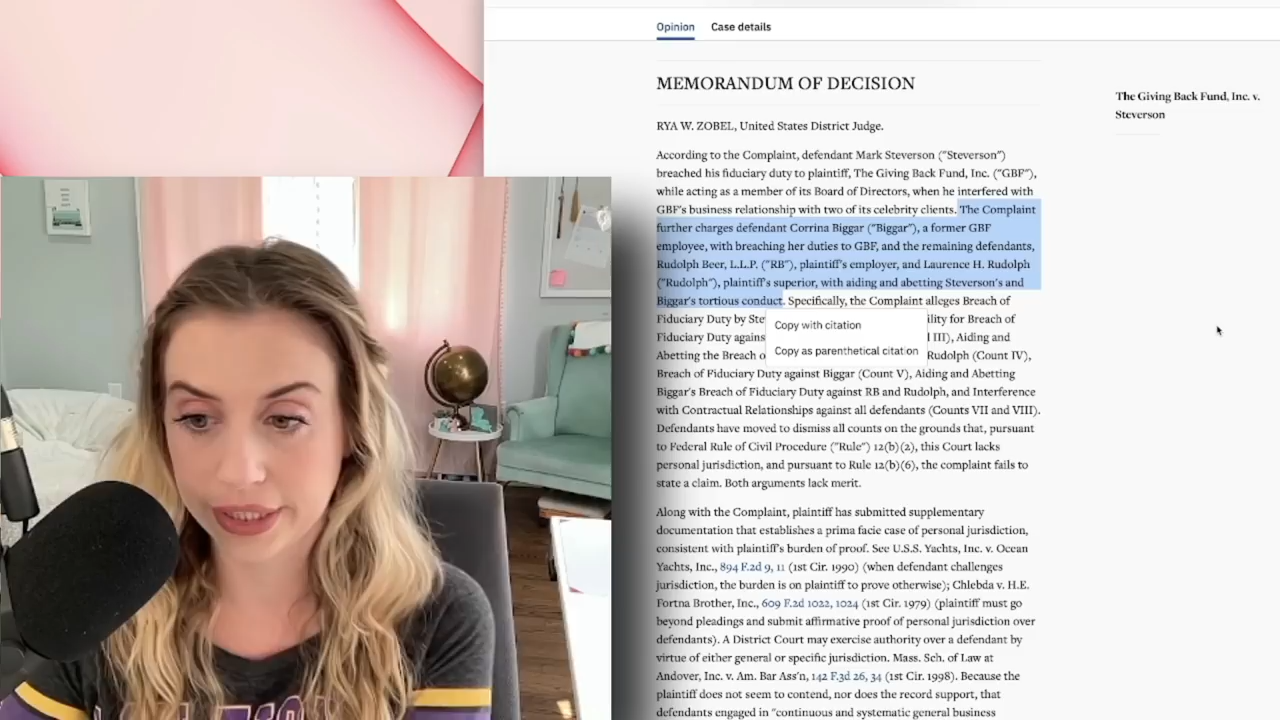 Opinion Case details
MEMORANDUM OF DECISION
The Giving Back Fund, Inc. v.
Steverson
RYA W. ZOBEL, United States District Judge.
According to the Complaint, defendant Mark Steverson ("Steverson")
breached his fiduciary duty to plaintiff, The Giving Back Fund, Inc. ("GBF"),
while acting as a member of its Board of Directors, when he interfered with
GBF's business relationship with two of its celebrity clients. The Complaint
further charges defendant Corrina Biggar ("Biggar"), a former GBF
employee, with breaching her duties to GBF, and the remaining defendants,
Rudolph Beer, L.L.P. ("RB"), plaintiff's employer, and Laurence H. Rudolph
("Rudolph"), plaintiff's superior, with aiding and abetting Steverson's and
Biggar's tortious conduct. Specifically, the Complaint alleges Breach of
Fiduciary Duty by Ste ility for Breach of
Fiduciary Duty agains III), Aiding and
Abetting the Breach o Rudolph (Count IV),
Copy with citation
Copy as parenthetical citation
Breach of Fiduciary Duty against Biggar (Count V), Aiding and Abetting
Biggar's Breach of Fiduciary Duty against RB and Rudolph, and Interference
with Contractual Relationships against all defendants (Counts VII and VIII).
Defendants have moved to dismiss all counts on the grounds that, pursuant
to Federal Rule of Civil Procedure ("Rule") 12(b)(2), this Court lacks
personal jurisdiction, and pursuant to Rule 12(b)(6), the complaint fails to
state a claim. Both arguments lack merit.
Along with the Complaint, plaintiff has submitted supplementary
documentation that establishes a prima facie case of personal jurisdiction,
consistent with plaintiff's burden of proof. See U.S.S. Yachts, Inc. v. Ocean
Yachts, Inc., 894 F.2d 9, 11 (1st Cir. 1990) (when defendant challenges
jurisdiction, the burden is on plaintiff to prove otherwise); Chlebda v. H.E.
Fortna Brother, Inc., 609 F.2d 1022, 1024 (1st Cir. 1979) (plaintiff must go
beyond pleadings and submit affirmative proof of personal jurisdiction over
defendants). A District Court may exercise authority over a defendant by
virtue of either general or specific jurisdiction. Mass. Sch. of Law at
Andover, Inc. v. Am. Bar Ass'n, 142 F.3d 26, 34 (1st Cir. 1998). Because the
plaintiff does not seem to contend, nor does the record support, that
defendants engaged in "continuous and systematic general business